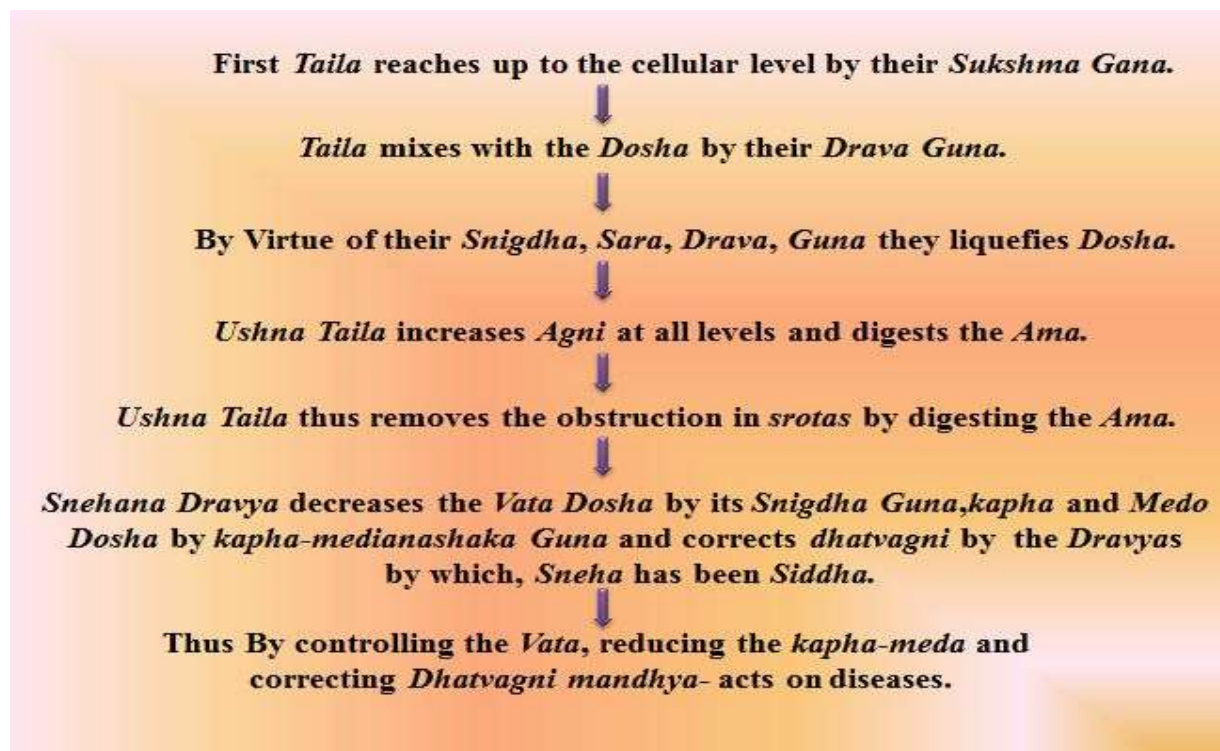 First Taila reaches up to the cellular level by their Sukshma Gana.
Taila mixes with the Dosha by their Drava Guna.
By Virtue of their Snigdha, Sara, Drava, Guna they liquefies Dosha.
Ushna Taila increases Agni at all levels and digests the Ama.
Ushna Taila thus removes the obstruction in srotas by digesting the Ama.
Snehana Dravya decreases the Vata Dosha by its Snigdha Guna,kapha and Medo
Dosha by kapha-medianashaka Guna and corrects dhatvagni by the Dravyas
by which, Sneha has been Siddha.
Thus By controlling the Vata, reducing the kapha-meda and
correcting Dhatvagni mandhya- acts on diseases.